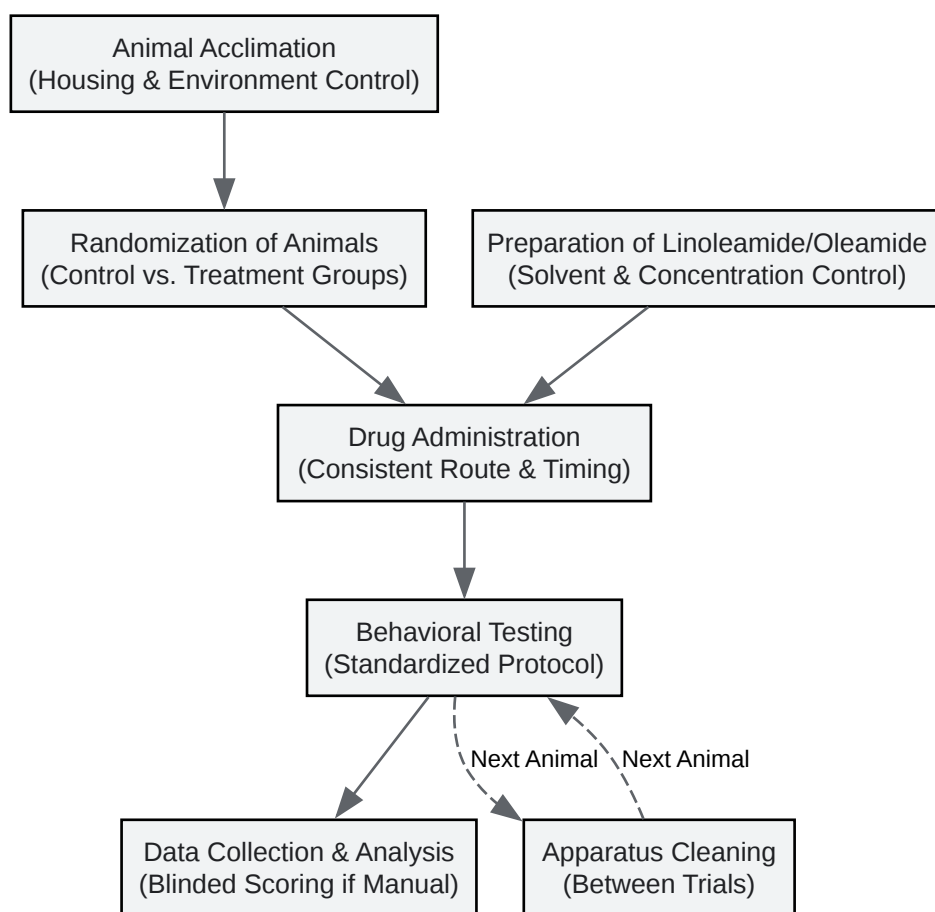 Animal Acclimation
(Housing & Environment Control)
Randomization of Animals
(Control vs. Treatment Groups)
Preparation of Linoleamide/Oleamide
(Solvent & Concentration Control)
Drug Administration
(Consistent Route & Timing)
Behavioral Testing
(Standardized Protocol)
Next Animal
Next Animal
Data Collection & Analysis
(Blinded Scoring if Manual)
Apparatus Cleaning
(Between Trials)